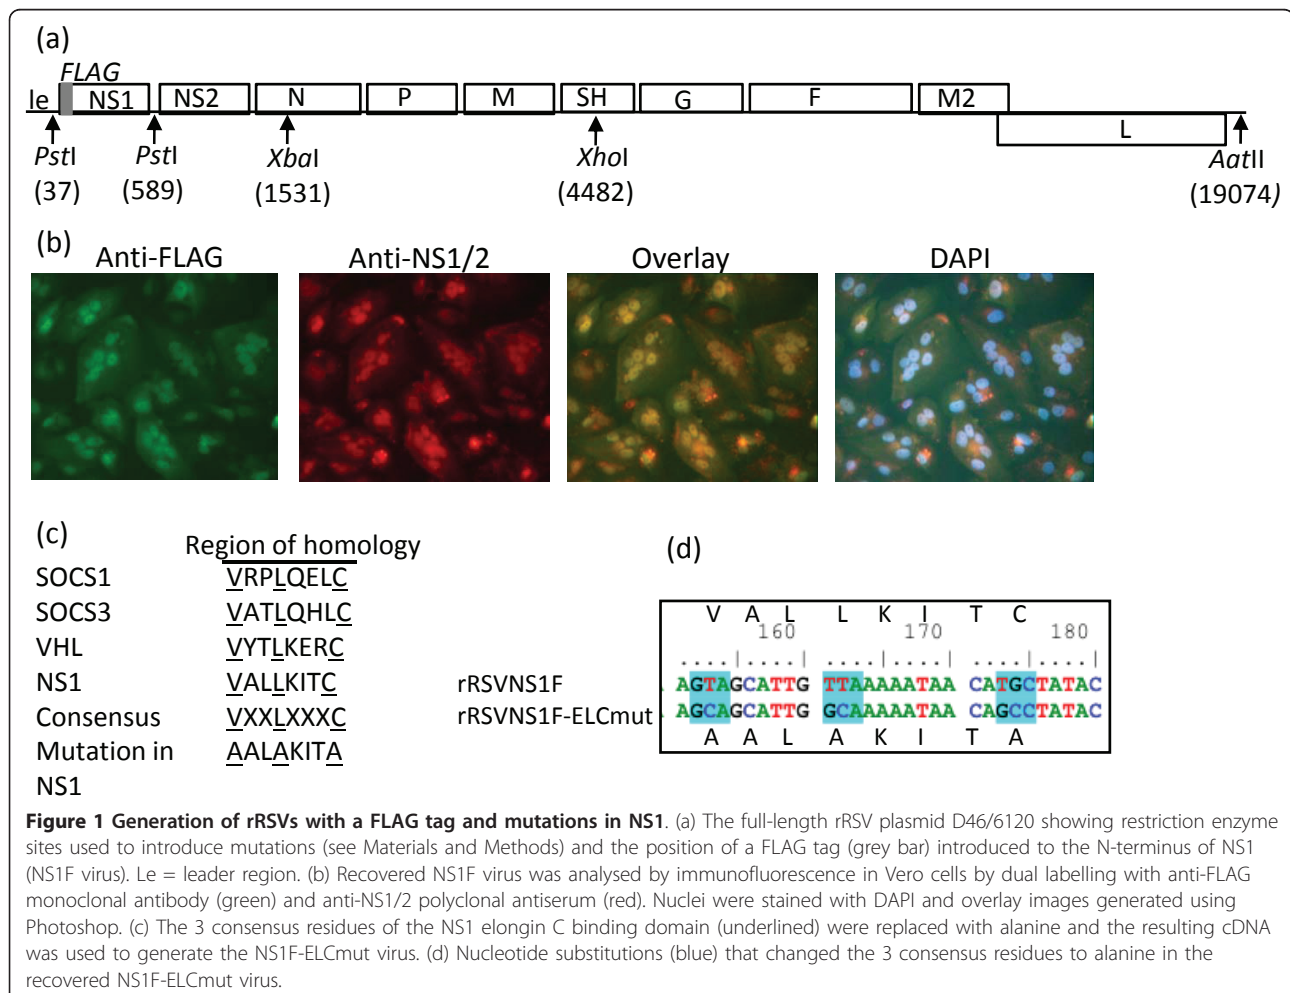 (a)
FLAG
le NS1 NS2 N P M SH G F M2
L
PstI PstI XbaI XhoI AatII
(37) (589) (1531) (4482) (19074)
(b)
Anti-FLAG Anti-NS1/2 Overlay DAPI
(c)
Region of homology
SOCS1 VRPLQELC
SOCS3 VATLQHLC
VHL VYTLKERC
NS1 VALLKITC
Consensus VXXLXXXC
Mutation in AALAKITA
NS1
(d)
V A L L K I T C
160 170 180
. . . . | . . . . | . . . . | . . . . | . . . . |
rRSVNS1F AGTAGCATTG TTAAAAATAA CATGCTATAC
rRSVNS1F-ELCmut AGCAGCATTG GCAAAAATAA CAGCCTATAC
A A L A K I T A
Figure 1 Generation of rRSVs with a FLAG tag and mutations in NS1. (a) The full-length rRSV plasmid D46/6120 showing restriction enzyme
sites used to introduce mutations (see Materials and Methods) and the position of a FLAG tag (grey bar) introduced to the N-terminus of NS1
(NS1F virus). Le = leader region. (b) Recovered NS1F virus was analysed by immunofluorescence in Vero cells by dual labelling with anti-FLAG
monoclonal antibody (green) and anti-NS1/2 polyclonal antiserum (red). Nuclei were stained with DAPI and overlay images generated using
Photoshop. (c) The 3 consensus residues of the NS1 elongin C binding domain (underlined) were replaced with alanine and the resulting cDNA
was used to generate the NS1F-ELCmut virus. (d) Nucleotide substitutions (blue) that changed the 3 consensus residues to alanine in the
recovered NS1F-ELCmut virus.